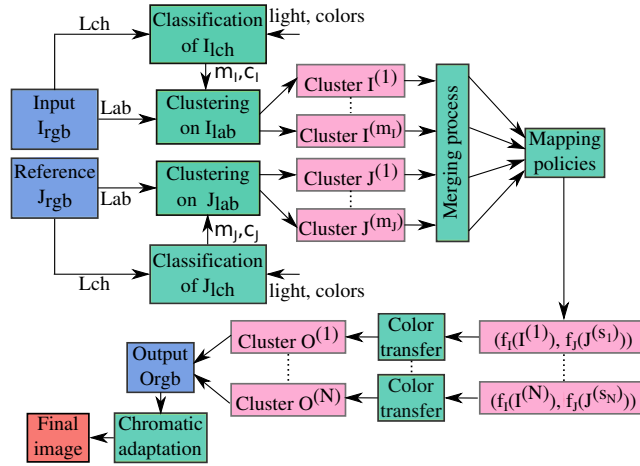 Lch
Classification
of I_lch
light, colors
m_I,c_I
Input
I_rgb
Lab
Clustering
on I_lab
Cluster I^(1)
Cluster I^(m_I)
Merging process
Mapping
policies
Reference
J_rgb
Lab
Clustering
on J_lab
Cluster J^(1)
Cluster J^(m_J)
m_J,c_J
Classification
of J_lch
Lch
light, colors
Cluster O^(1)
Color
transfer
(f_I(I^(1)), f_J(J^(s_1)))
Output
Orgb
Cluster O^(N)
Color
transfer
(f_I(I^(N)), f_J(J^(s_N)))
Final
image
Chromatic
adaptation